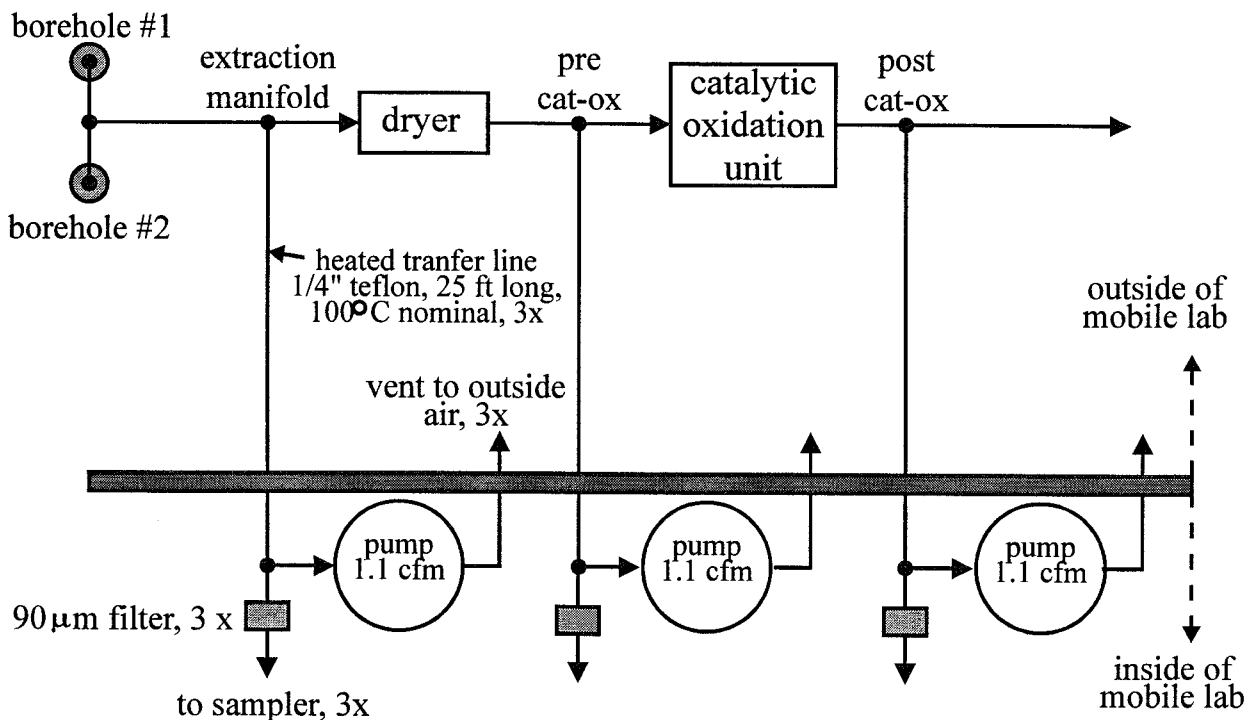 borehole #1
borehole #2
extraction
manifold
dryer
pre
cat-ox
catalytic
oxidation
unit
post
cat-ox
heated tranfer line
1/4" teflon, 25 ft long,
100°C nominal, 3x
outside of
mobile lab
vent to outside
air, 3x
pump
1.1 cfm
pump
1.1 cfm
pump
1.1 cfm
90 μm filter, 3 x
to sampler, 3x
inside of
mobile lab